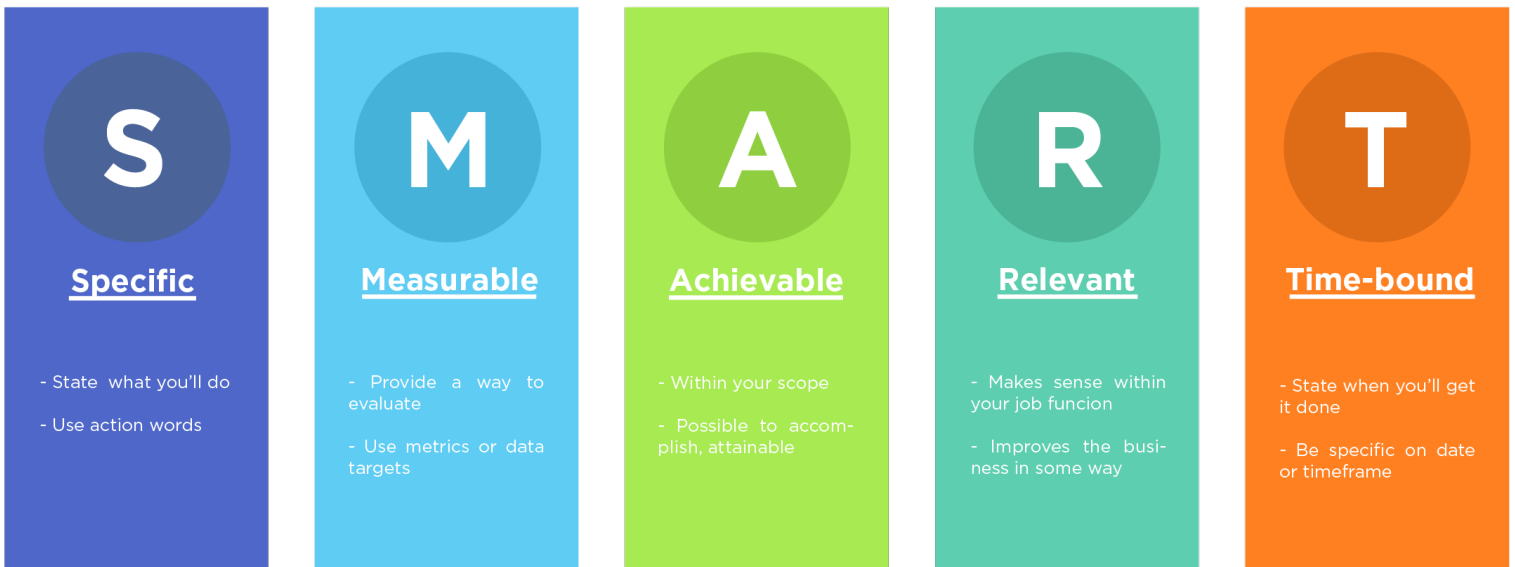 S
Specific
- State what you'll do
- Use action words
M
Measurable
- Provide a way to
evaluate
- Use metrics or data
targets
A
Achievable
- Within your scope
- Possible to accom-
plish, attainable
R
Relevant
- Makes sense within
your job funcion
- Improves the busi-
ness in some way
T
Time-bound
- State when you'll get
it done
- Be specific on date
or timeframe